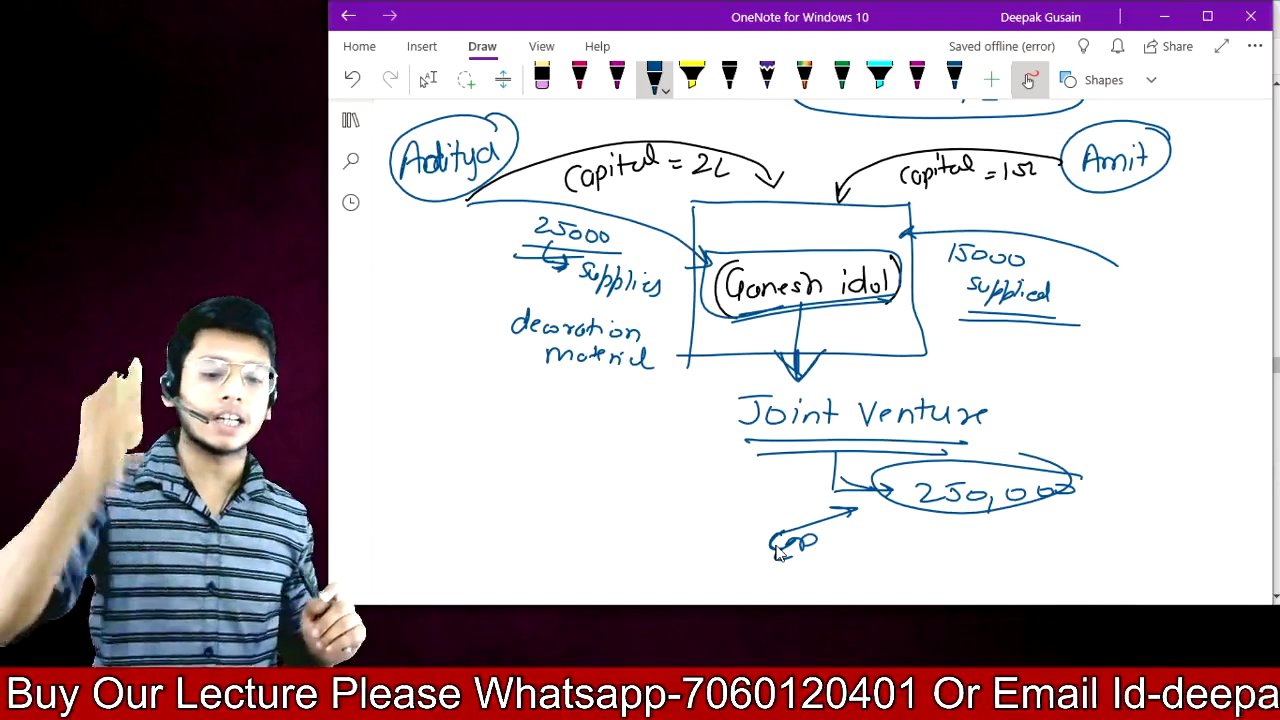 OneNote for Windows 10
Deepak Gusain
Home Insert Draw View Help
Saved offline (error)
Share
Shapes
Aditya
Capital = 2L
Capital = 1.5L
Amit
25000
supplies
decoration
material
Ganesh idol
15000
supplied
Joint Venture
250,000
Buy Our Lecture Please Whatsapp-7060120401 Or Email Id-deepa